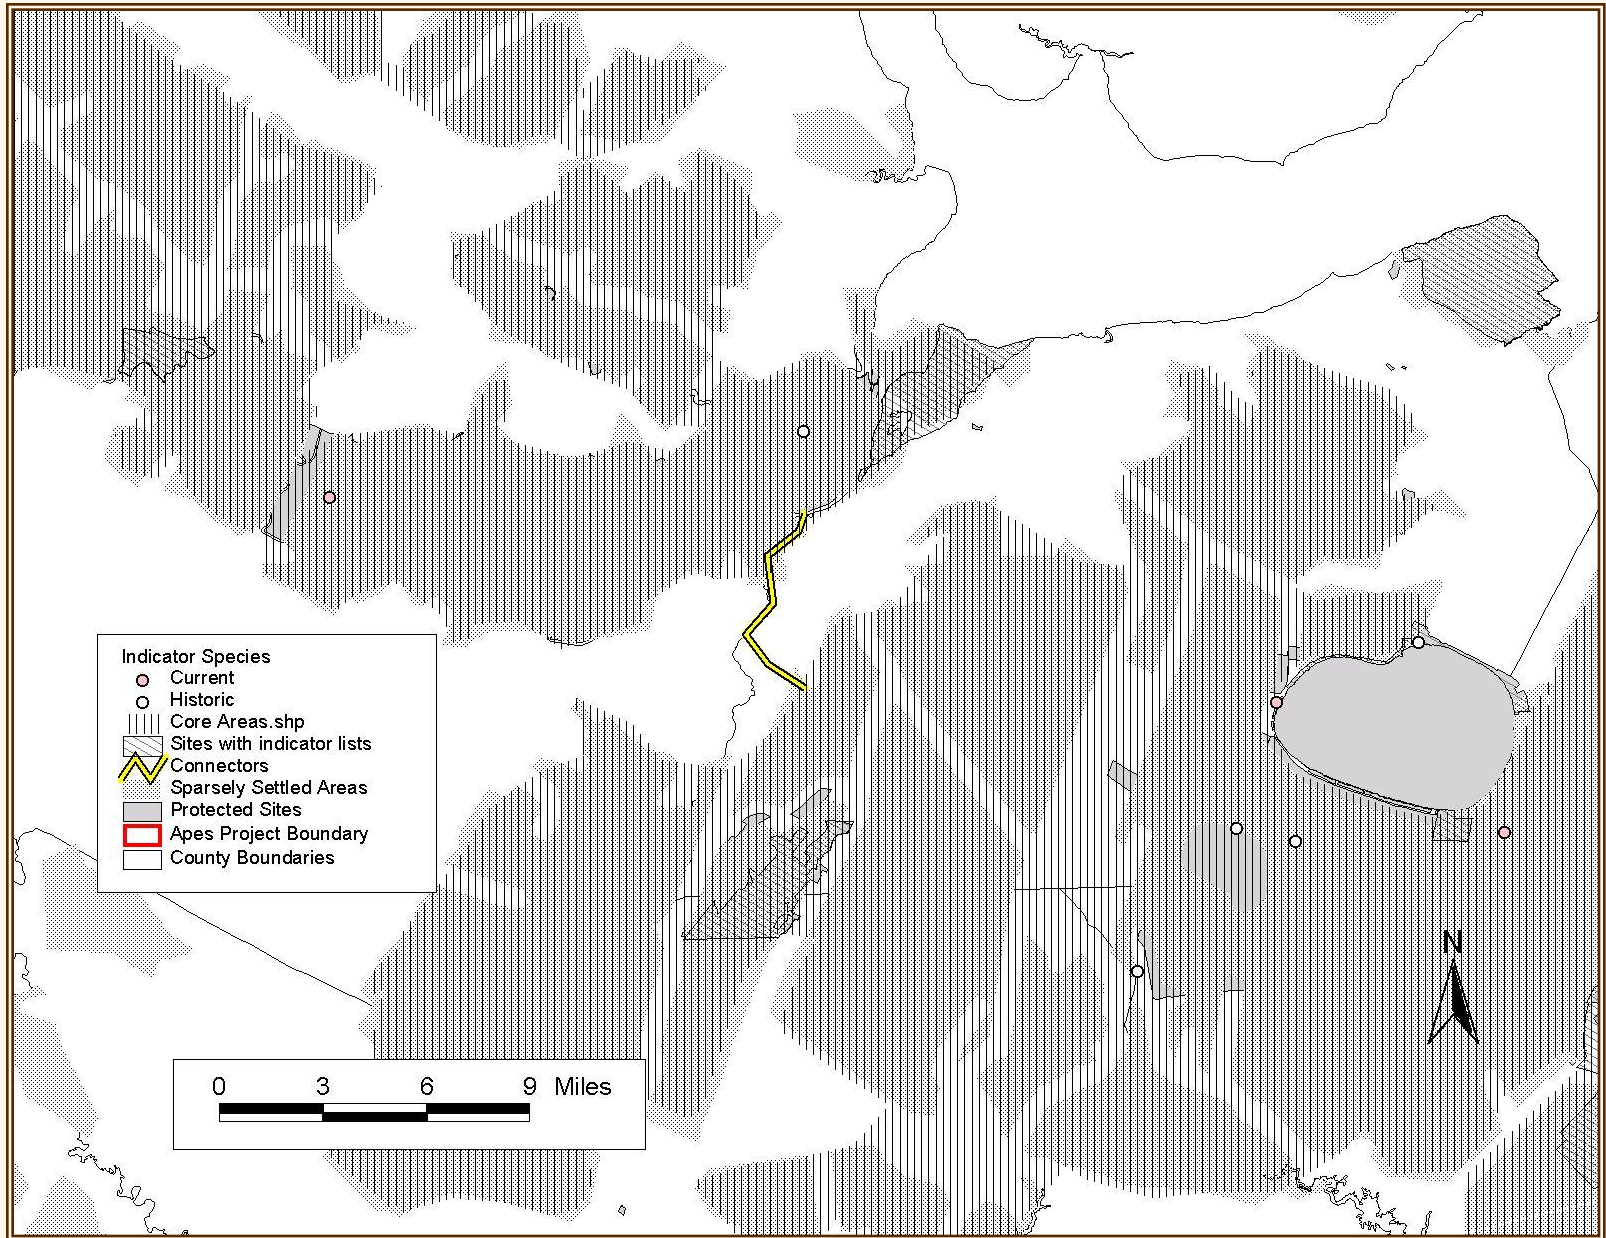 Indicator Species
Current
Historic
Core Areas.shp
Sites with indicator lists
Connectors
Sparsely Settled Areas
Protected Sites
Apes Project Boundary
County Boundaries
N
0 3 6 9 Miles